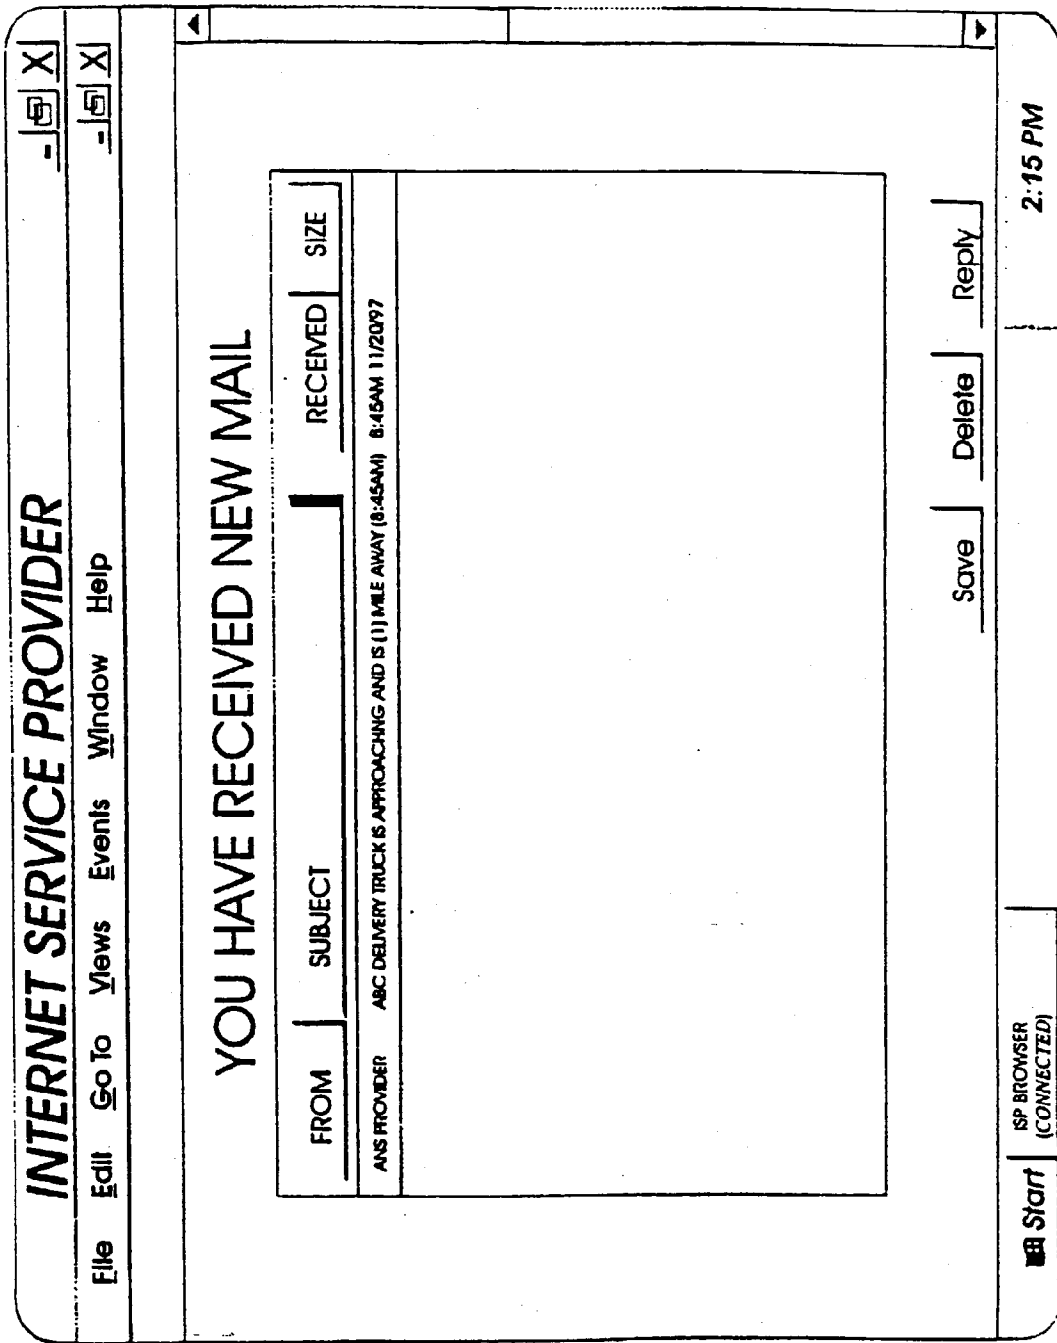 INTERNET SERVICE PROVIDER
File Edit Go To Views Events Window Help
YOU HAVE RECEIVED NEW MAIL
FROM SUBJECT RECEIVED SIZE
ANS PROVIDER ABC DELIVERY TRUCK IS APPROACHNG AND IS (1) MILE AWAY (8:45AM) 8:45AM 11/20/97
Save Delete Reply
Start ISP BROWSER 2:15 PM
(CONNECTED)